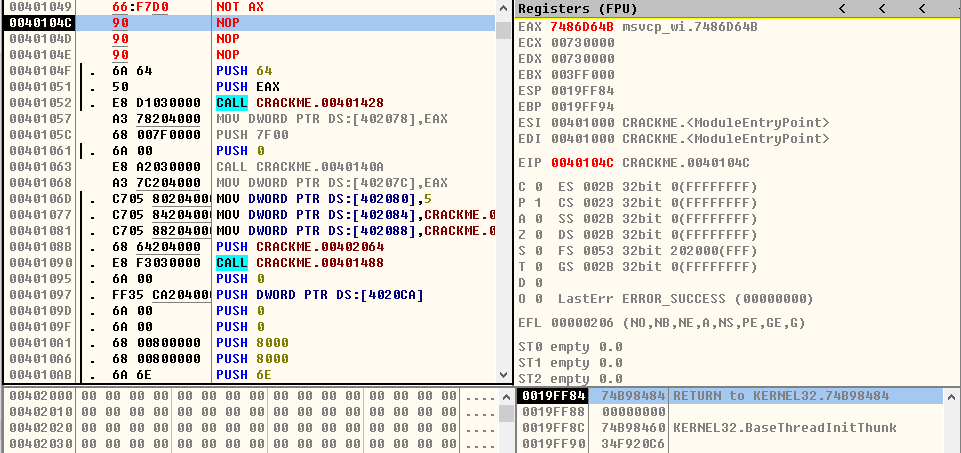 00401049 66:F7D0 NOT AX
0040104C 90 NOP
0040104D 90 NOP
0040104E 90 NOP
0040104F . 6A 64 PUSH 64
00401051 . 50 PUSH EAX
00401052 . E8 D1030000 CALL CRACKME.00401428
00401057 A3 78204000 MOV DWORD PTR DS:[402078],EAX
0040105C 68 007F0000 PUSH 7F00
00401061 . 6A 00 PUSH 0
00401063 E8 A2030000 CALL CRACKME.0040140A
00401068 A3 7C204000 MOV DWORD PTR DS:[40207C],EAX
0040106D . C705 80204000 MOV DWORD PTR DS:[402080],5
00401077 . C705 84204000 MOV DWORD PTR DS:[402084],CRACKME.0
00401081 . C705 88204000 MOV DWORD PTR DS:[402088],CRACKME.0
0040108B . 68 64204000 PUSH CRACKME.00402064
00401090 . E8 F3030000 CALL CRACKME.00401488
00401095 . 6A 00 PUSH 0
00401097 . FF35 CA204000 PUSH DWORD PTR DS:[4020CA]
0040109D . 6A 00 PUSH 0
0040109F . 6A 00 PUSH 0
004010A1 . 68 00800000 PUSH 8000
004010A6 . 68 00800000 PUSH 8000
004010AB . 6A 6E PUSH 6E
Registers (FPU) < < <
EAX 7486D64B msvcp_wi.7486D64B
ECX 00730000
EDX 00730000
EBX 003FF000
ESP 0019FF84
EBP 0019FF94
ESI 00401000 CRACKME.<ModuleEntryPoint>
EDI 00401000 CRACKME.<ModuleEntryPoint>
EIP 0040104C CRACKME.0040104C
C 0 ES 002B 32bit 0(FFFFFFFF)
P 1 CS 0023 32bit 0(FFFFFFFF)
A 0 SS 002B 32bit 0(FFFFFFFF)
Z 0 DS 002B 32bit 0(FFFFFFFF)
S 0 FS 0053 32bit 202000(FFF)
T 0 GS 002B 32bit 0(FFFFFFFF)
D 0
O 0 LastErr ERROR_SUCCESS (00000000)
EFL 00000206 (NO,NB,NE,A,NS,PE,GE,G)
ST0 empty 0.0
ST1 empty 0.0
ST2 empty 0.0
00402000 00 00 00 00 00 00 00 00 00 00 00 00 00 00 00 00 ....
00402010 00 00 00 00 00 00 00 00 00 00 00 00 00 00 00 00 ....
00402020 00 00 00 00 00 00 00 00 00 00 00 00 00 00 00 00 ....
00402030 00 00 00 00 00 00 00 00 00 00 00 00 00 00 00 00 ....
0019FF84 74B98484 RETURN to KERNEL32.74B98484
0019FF88 00000000
0019FF8C 74B98460 KERNEL32.BaseThreadInitThunk
0019FF90 34F920C6